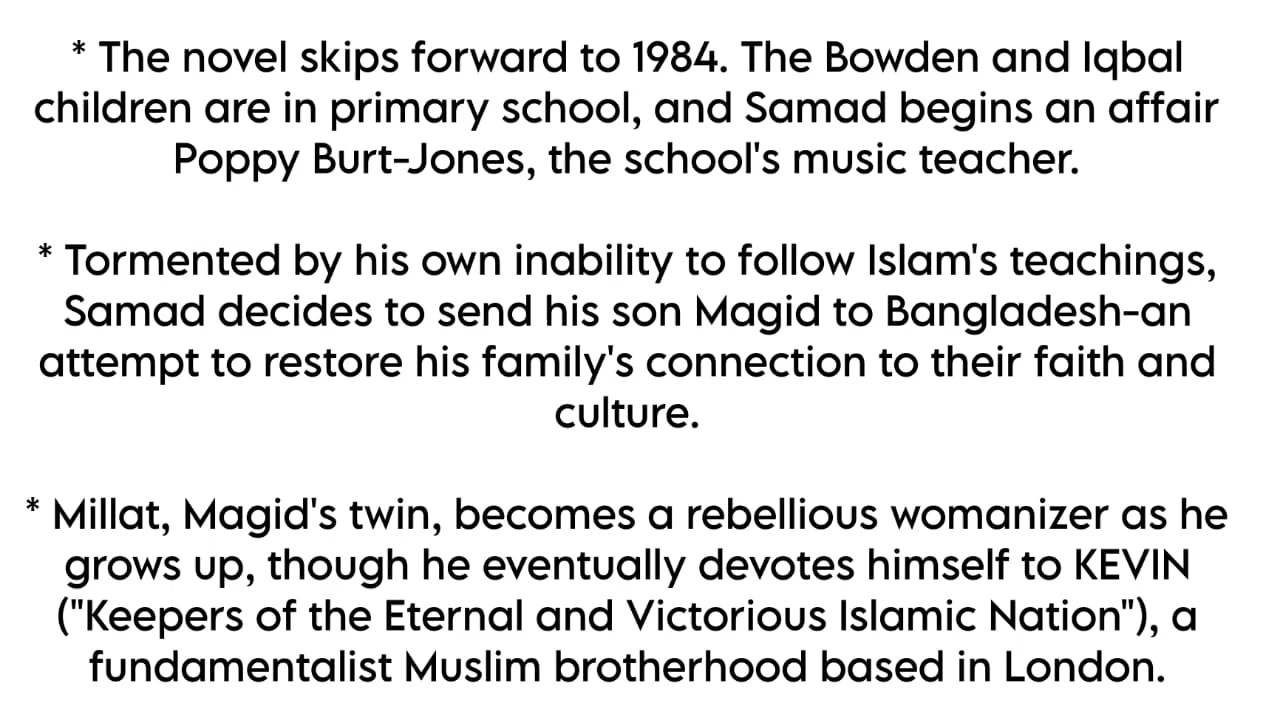 * The novel skips forward to 1984. The Bowden and Iqbal
children are in primary school, and Samad begins an affair
Poppy Burt-Jones, the school's music teacher.
* Tormented by his own inability to follow Islam's teachings,
Samad decides to send his son Magid to Bangladesh-an
attempt to restore his family's connection to their faith and
culture.
* Millat, Magid's twin, becomes a rebellious womanizer as he
grows up, though he eventually devotes himself to KEVIN
("Keepers of the Eternal and Victorious Islamic Nation"), a
fundamentalist Muslim brotherhood based in London.